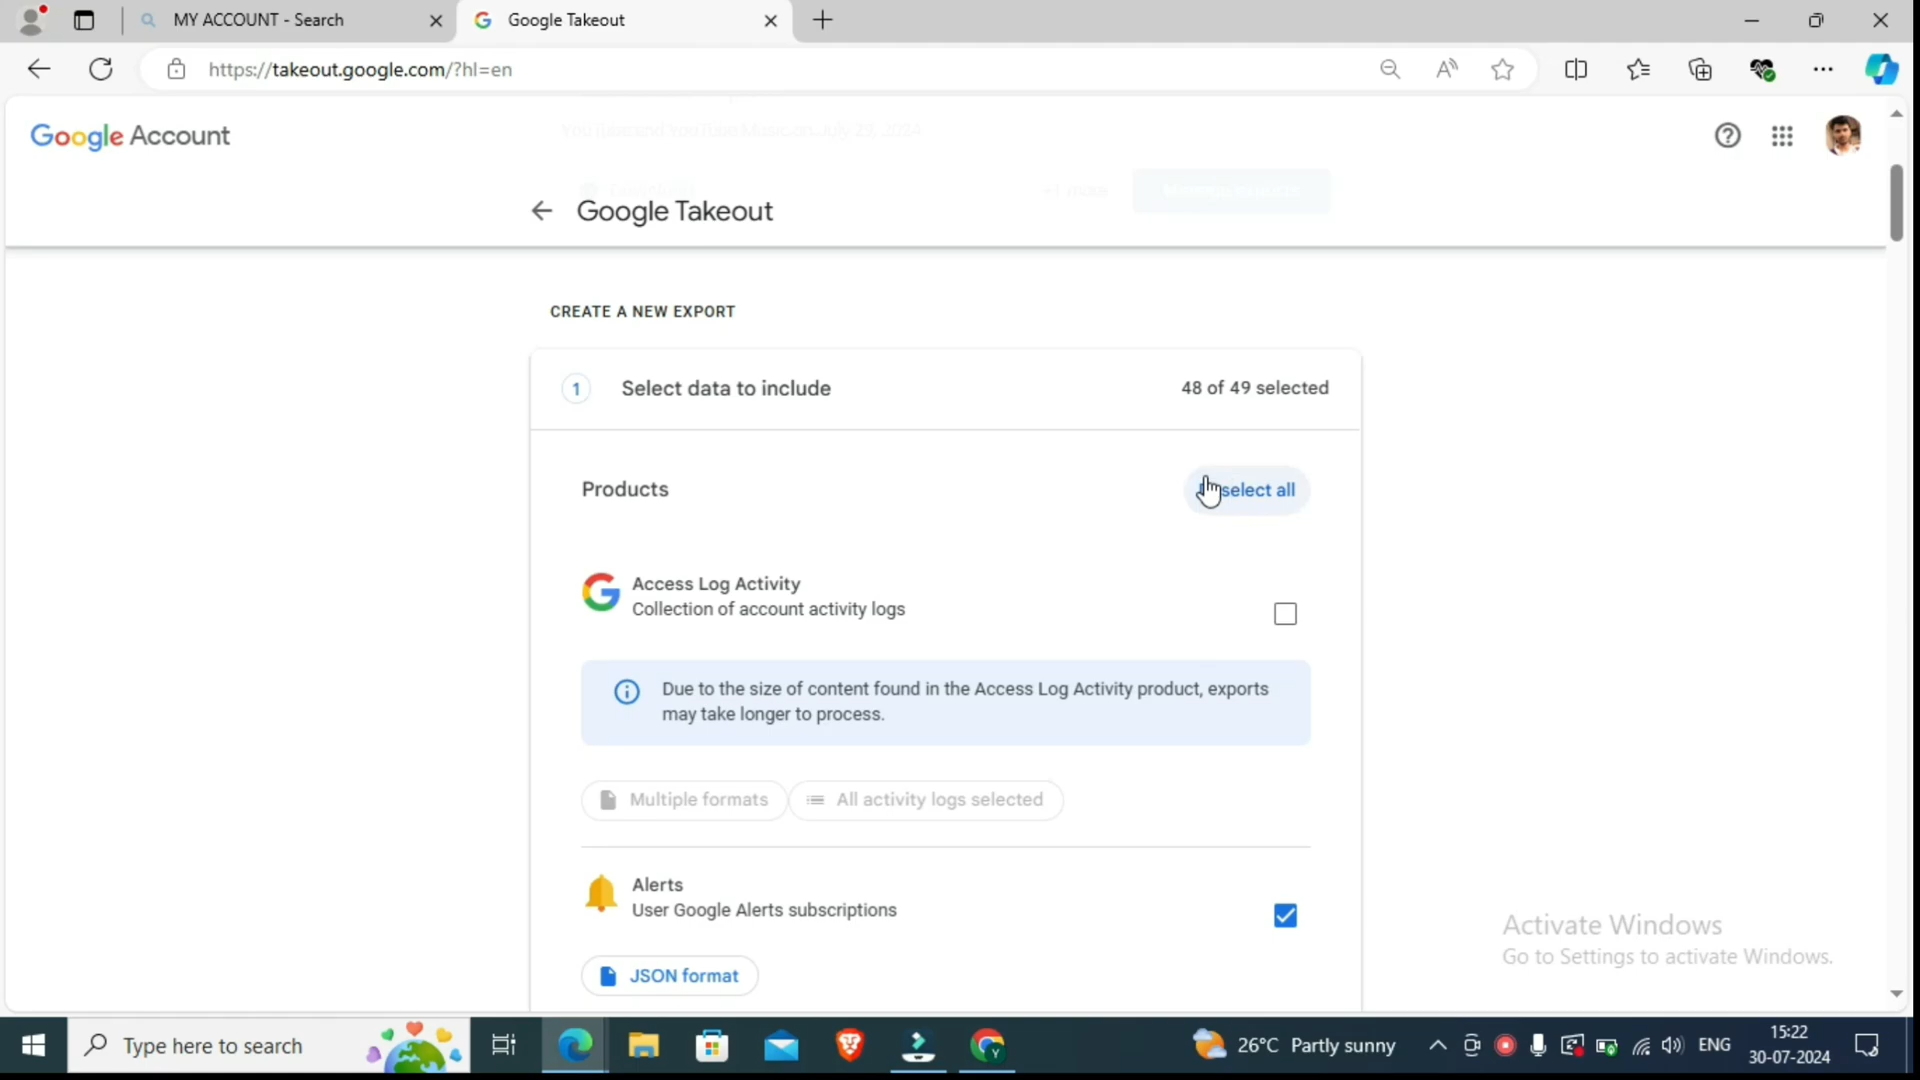 MY ACCOUNT - Search
Google Takeout
https://takeout.google.com/?hl=en
Google Account
Google Takeout
CREATE A NEW EXPORT
1 Select data to include 48 of 49 selected
Products
select all
Access Log Activity
Collection of account activity logs
Due to the size of content found in the Access Log Activity product, exports
may take longer to process.
Multiple formats
All activity logs selected
Alerts
User Google Alerts subscriptions
JSON format
Activate Windows
Go to Settings to activate Windows.
Type here to search
26°C Partly sunny
ENG
15:22
30-07-2024